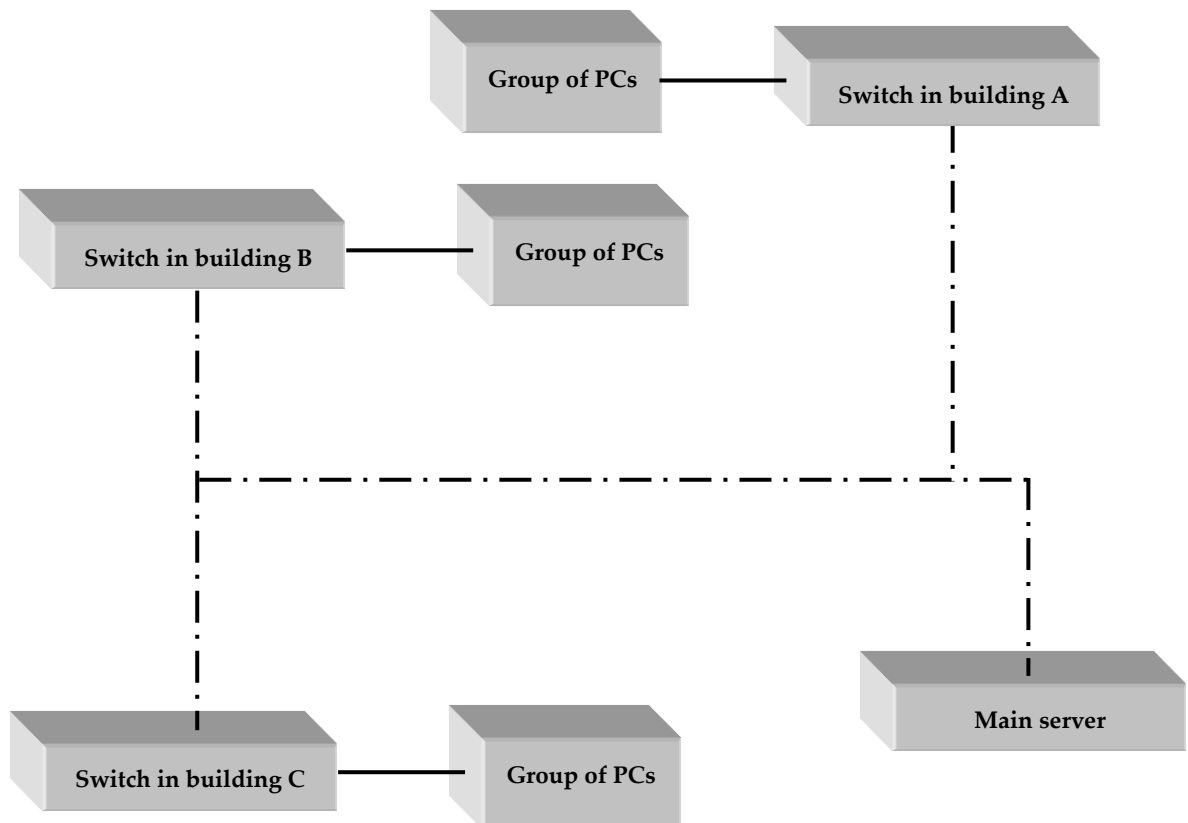 Group of PCs
Switch in building A
Switch in building B
Group of PCs
Main server
Switch in building C
Group of PCs